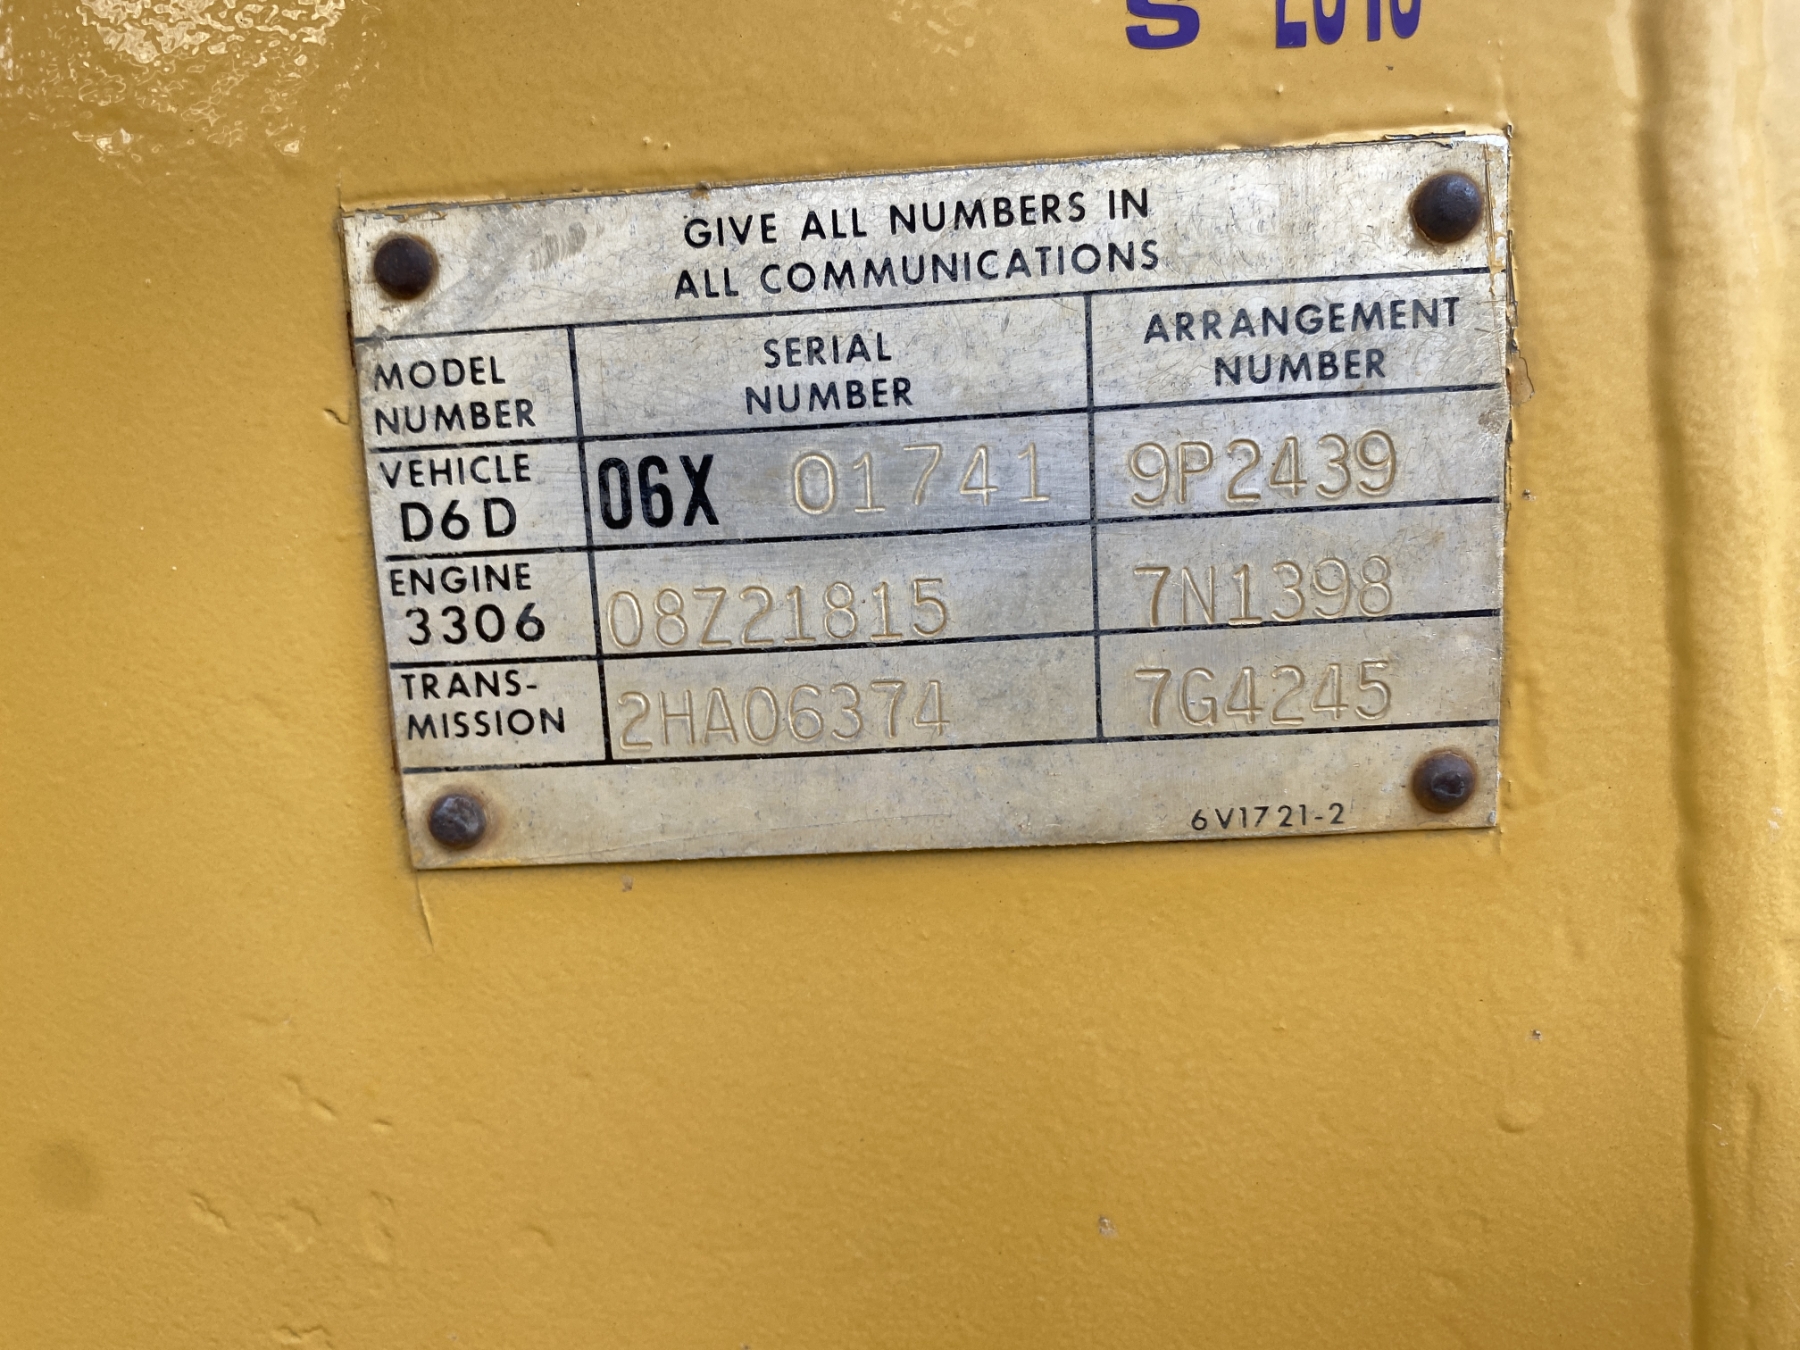 S
GIVE ALL NUMBERS IN
ALL COMMUNICATIONS
MODEL NUMBER
SERIAL NUMBER
ARRANGEMENT NUMBER
VEHICLE D6D
06X 01741
9P2439
ENGINE 3306
08Z21815
7N1398
TRANS-MISSION
2HA06374
7G4245
6V1721-2